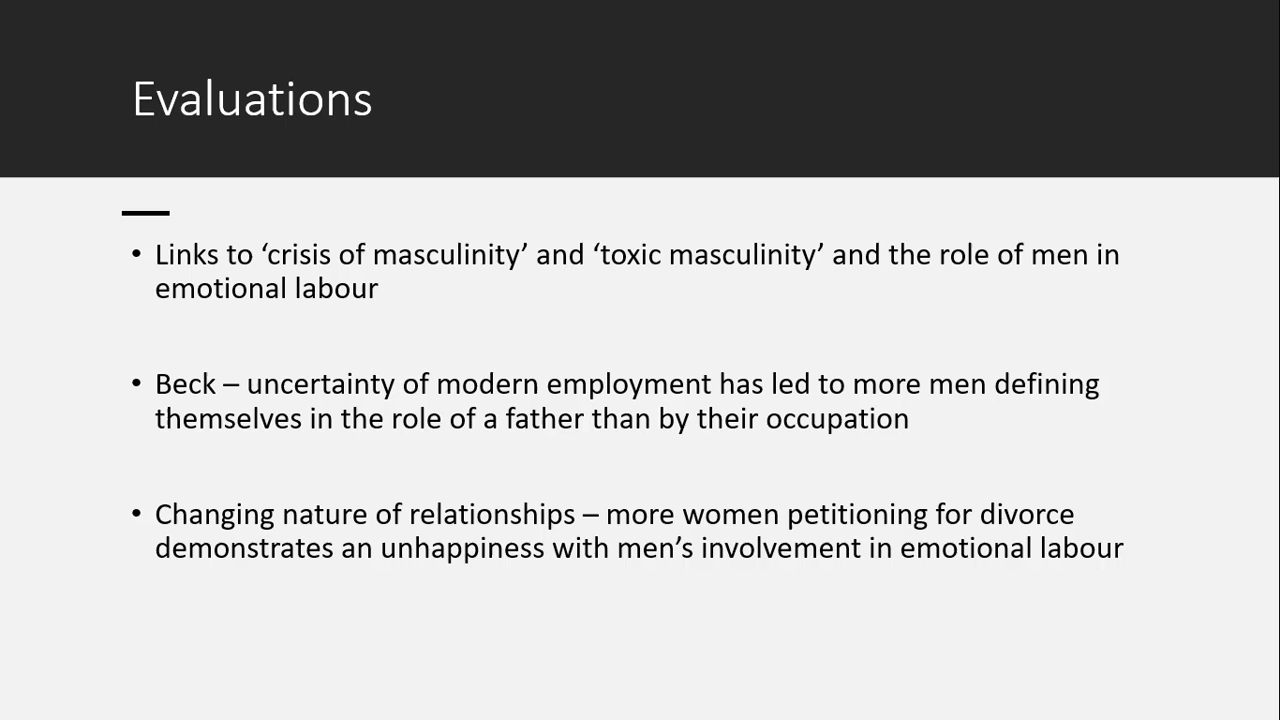 Evaluations
• Links to ‘crisis of masculinity’ and ‘toxic masculinity’ and the role of men in
emotional labour
• Beck – uncertainty of modern employment has led to more men defining
themselves in the role of a father than by their occupation
• Changing nature of relationships – more women petitioning for divorce
demonstrates an unhappiness with men’s involvement in emotional labour